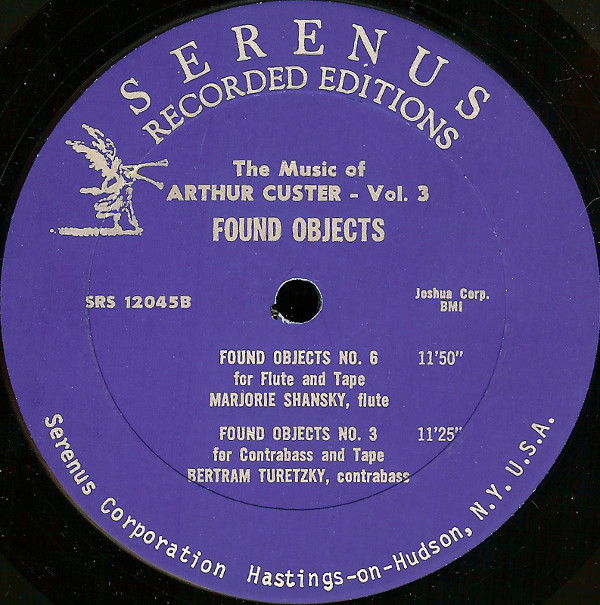 SERENUS
RECORDED EDITIONS
The Music of
ARTHUR CUSTER - Vol. 3
FOUND OBJECTS
SRS 12045B
Joshua Corp.
BMI
FOUND OBJECTS NO. 6 11'50"
for Flute and Tape
MARJORIE SHANSKY, flute
FOUND OBJECTS NO. 3 11'25"
for Contrabass and Tape
BERTRAM TURETZKY, contrabass
Serenus Corporation Hastings-on-Hudson, N.Y. U.S.A.